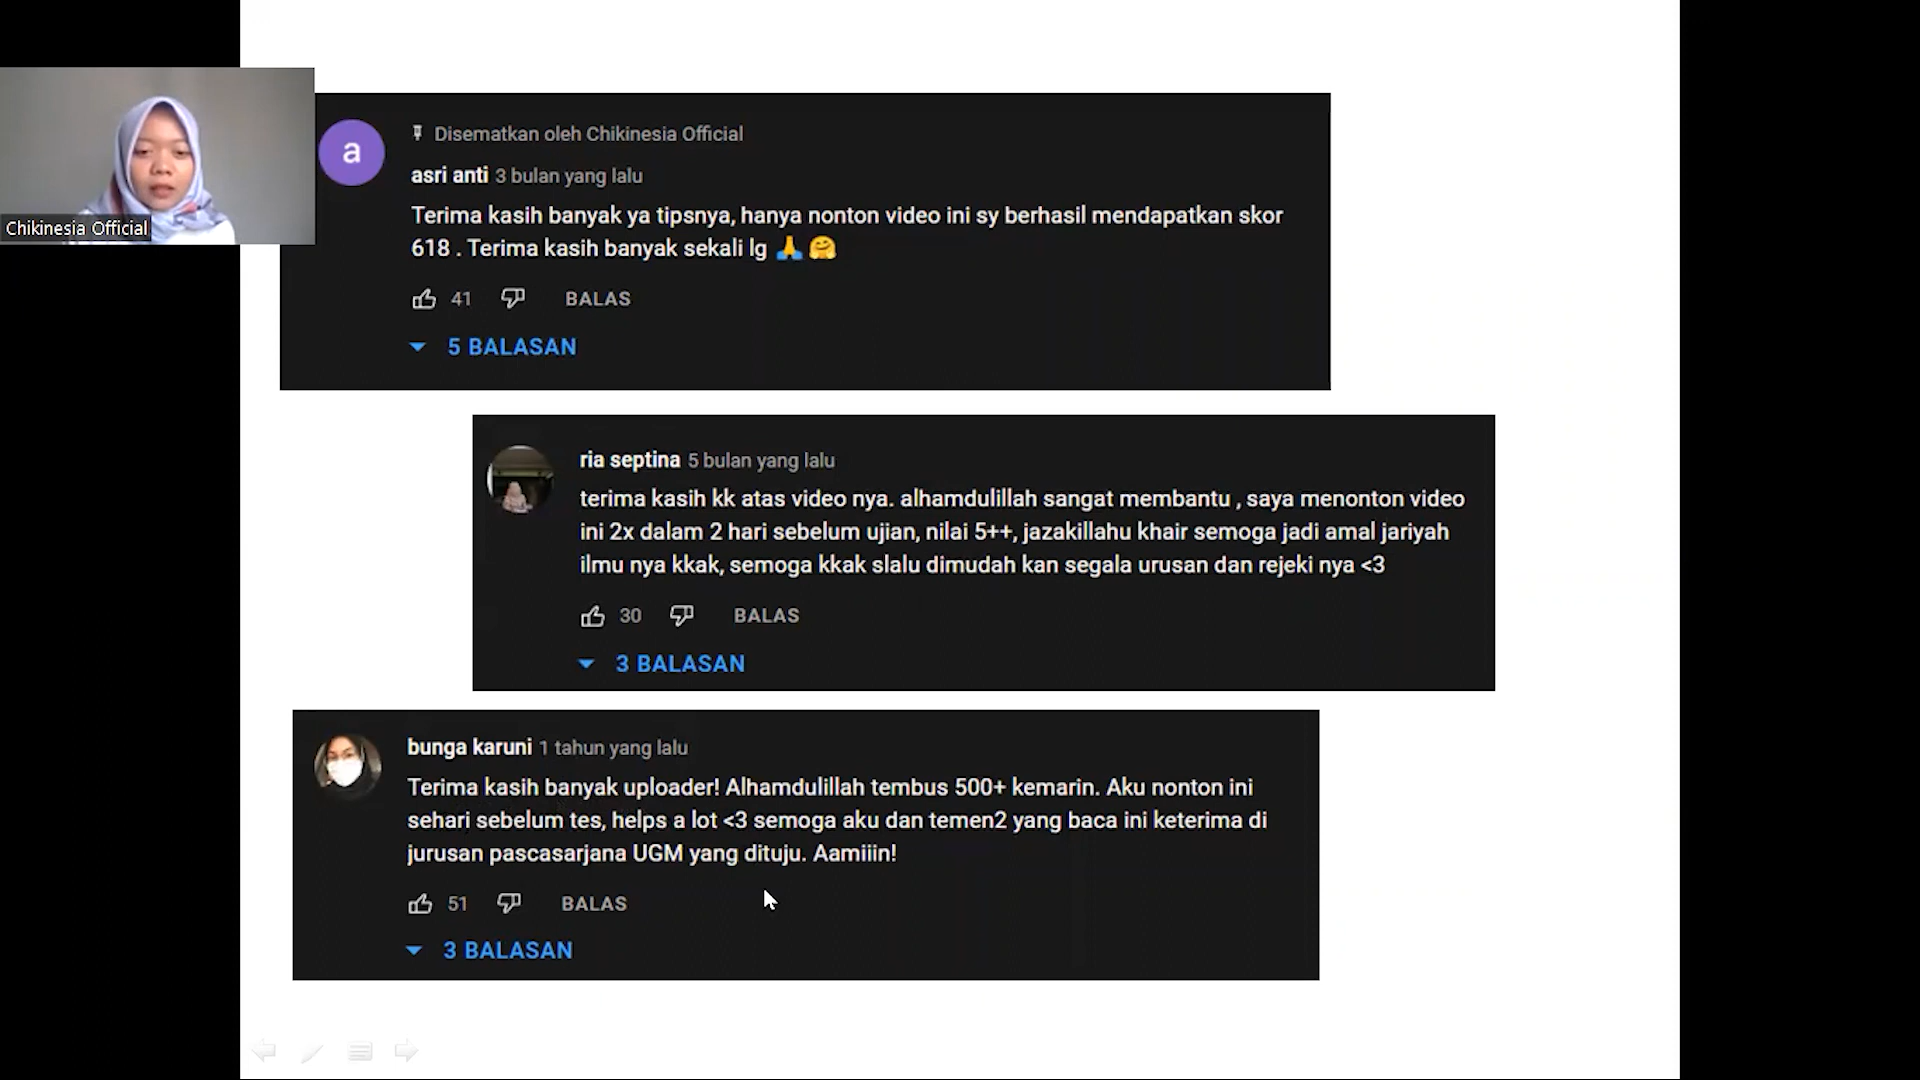 Chikinesia Official
a
Disematkan oleh Chikinesia Official
asri anti 3 bulan yang lalu
Terima kasih banyak ya tipsnya, hanya nonton video ini sy berhasil mendapatkan skor
618 . Terima kasih banyak sekali lg 🙏 🤗
41 BALAS
5 BALASAN
ria septina 5 bulan yang lalu
terima kasih kk atas video nya. alhamdulillah sangat membantu , saya menonton video
ini 2x dalam 2 hari sebelum ujian, nilai 5++, jazakillahu khair semoga jadi amal jariyah
ilmu nya kkak, semoga kkak slalu dimudah kan segala urusan dan rejeki nya <3
30 BALAS
3 BALASAN
bunga karuni 1 tahun yang lalu
Terima kasih banyak uploader! Alhamdulillah tembus 500+ kemarin. Aku nonton ini
sehari sebelum tes, helps a lot <3 semoga aku dan temen2 yang baca ini keterima di
jurusan pascasarjana UGM yang dituju. Aamiiin!
51 BALAS
3 BALASAN